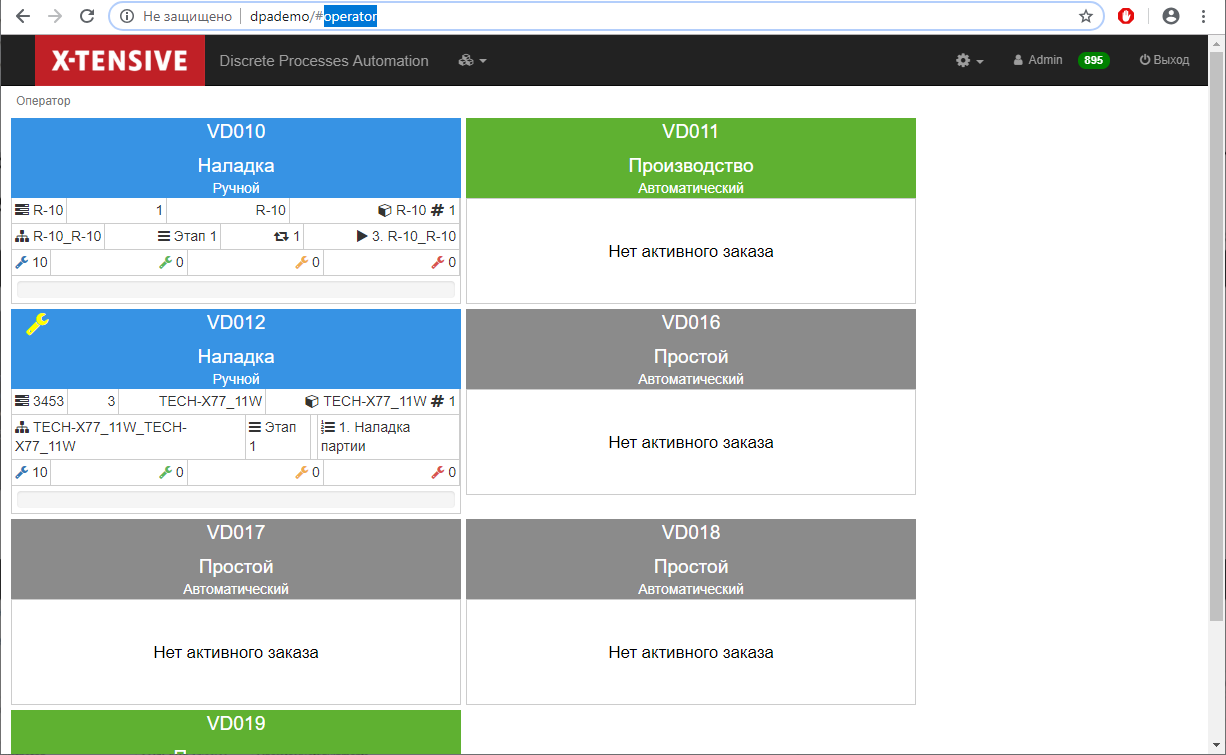 Не защищено | dpademo/#operator
X-TENSIVE Discrete Processes Automation Admin 895 Выход
Оператор
VD010
Наладка
Ручной
R-10 1 R-10 R-10 # 1
R-10_R-10 Этап 1 1 3. R-10_R-10
10 0 0 0
VD011
Производство
Автоматический
Нет активного заказа
VD012
Наладка
Ручной
3453 3 TECH-X77_11W TECH-X77_11W # 1
TECH-X77_11W_TECH- Этап 1. Наладка
X77_11W 1 партии
10 0 0 0
VD016
Простой
Автоматический
Нет активного заказа
VD017
Простой
Автоматический
Нет активного заказа
VD018
Простой
Автоматический
Нет активного заказа
VD019